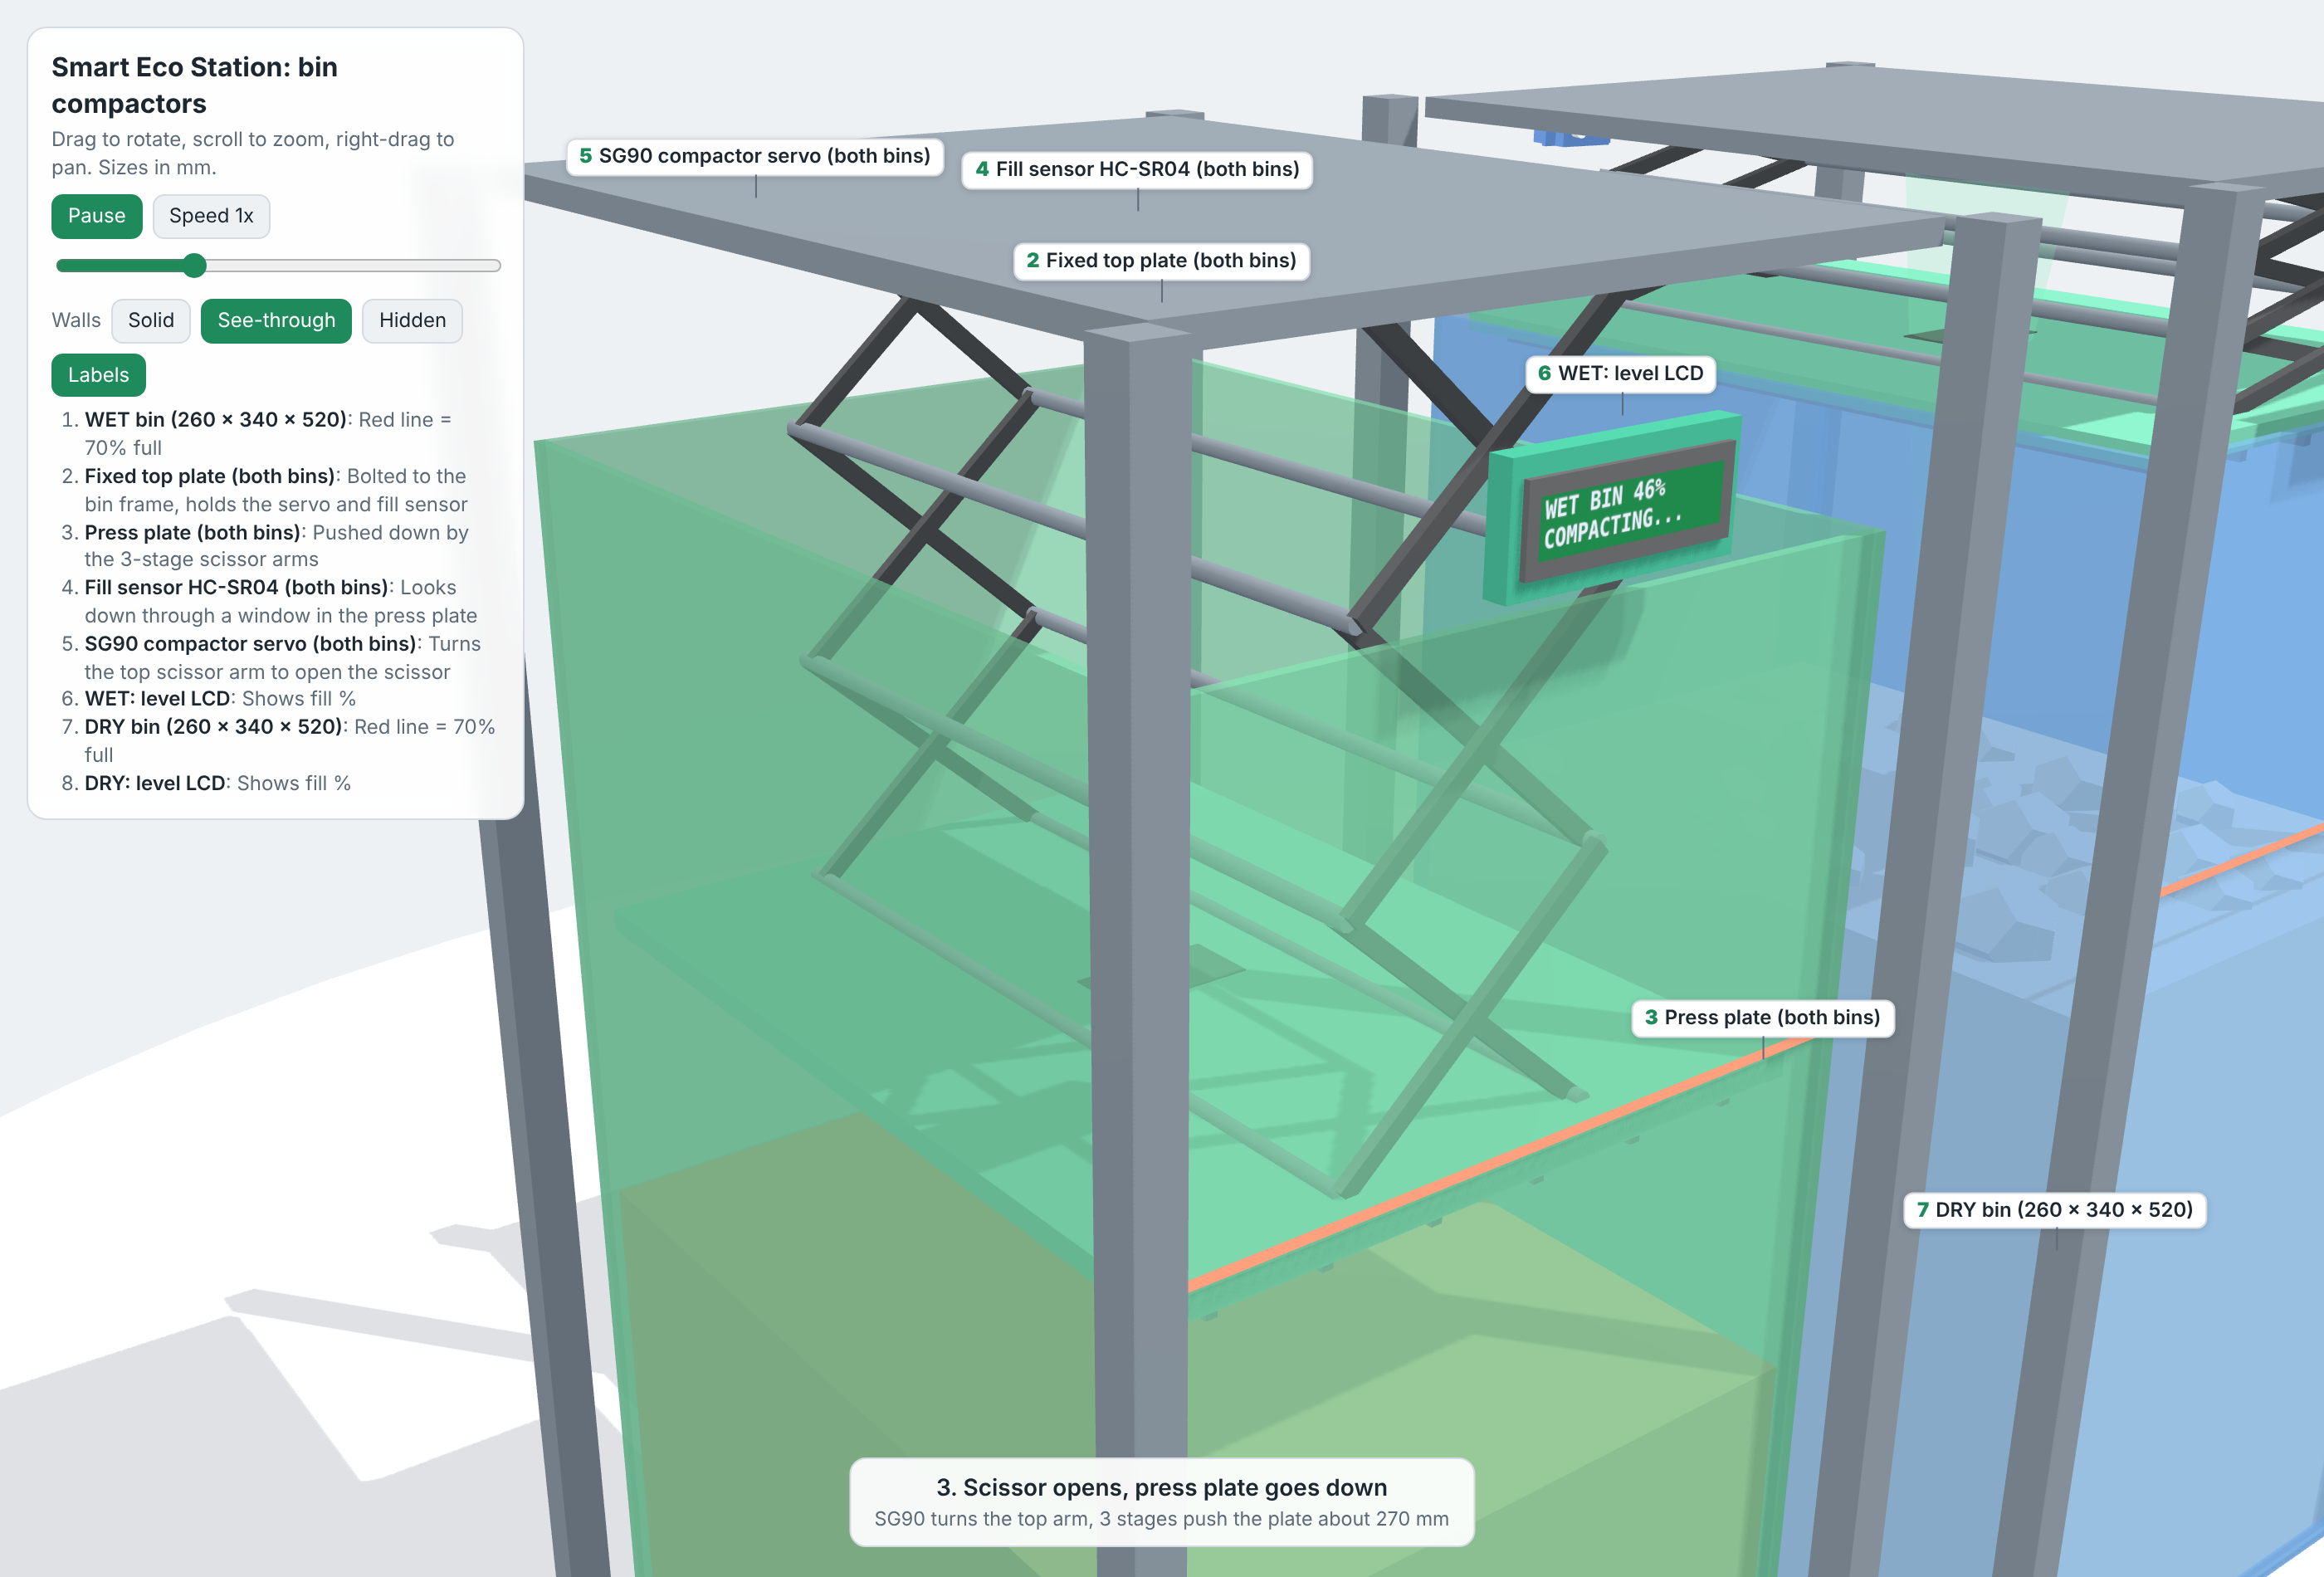 Smart Eco Station: bin
compactors
Drag to rotate, scroll to zoom, right-drag to
pan. Sizes in mm.
Pause
Speed 1x
Walls
Solid
See-through
Hidden
Labels
1. WET bin (260 × 340 × 520): Red line =
70% full
2. Fixed top plate (both bins): Bolted to the
bin frame, holds the servo and fill sensor
3. Press plate (both bins): Pushed down by
the 3-stage scissor arms
4. Fill sensor HC-SR04 (both bins): Looks
down through a window in the press plate
5. SG90 compactor servo (both bins): Turns
the top scissor arm to open the scissor
6. WET: level LCD: Shows fill %
7. DRY bin (260 × 340 × 520): Red line = 70%
full
8. DRY: level LCD: Shows fill %
5 SG90 compactor servo (both bins)
4 Fill sensor HC-SR04 (both bins)
2 Fixed top plate (both bins)
6 WET: level LCD
WET BIN 46%
COMPACTING...
3 Press plate (both bins)
7 DRY bin (260 × 340 × 520)
3. Scissor opens, press plate goes down
SG90 turns the top arm, 3 stages push the plate about 270 mm